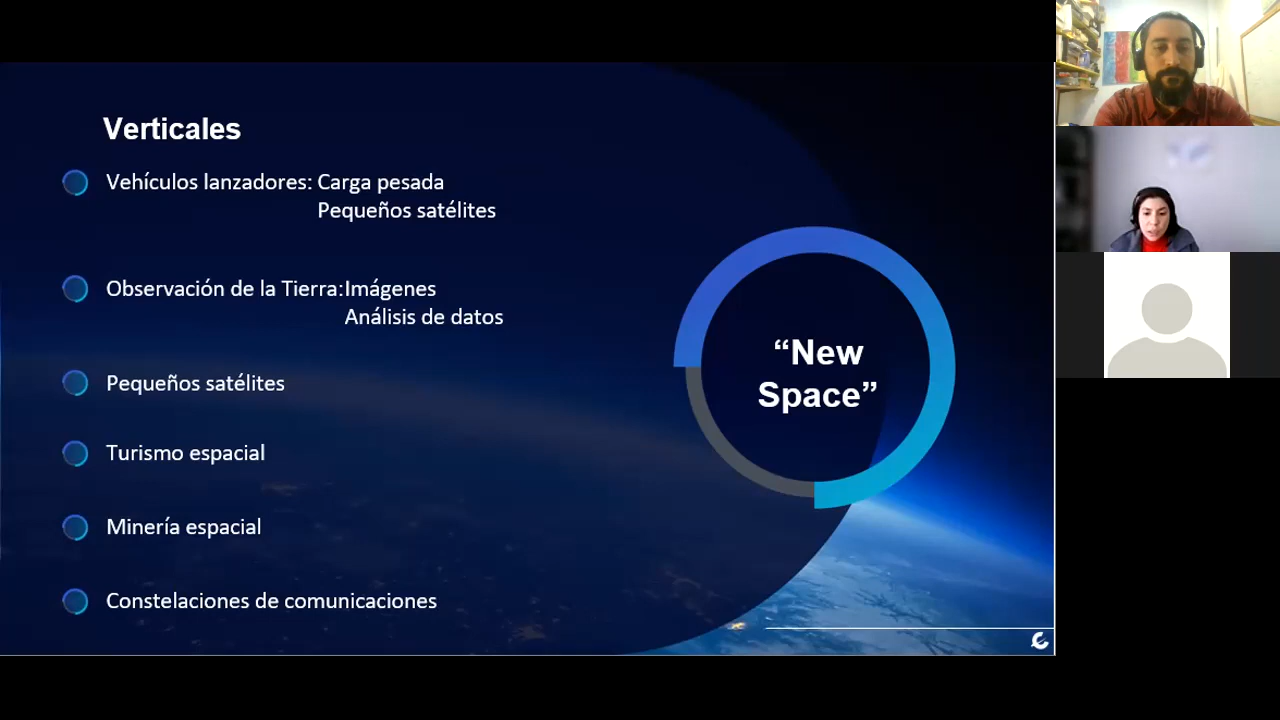 Verticales
Vehículos lanzadores: Carga pesada
Pequeños satélites
Observación de la Tierra:Imágenes
Análisis de datos
Pequeños satélites
Turismo espacial
Minería espacial
Constelaciones de comunicaciones
“New
Space”